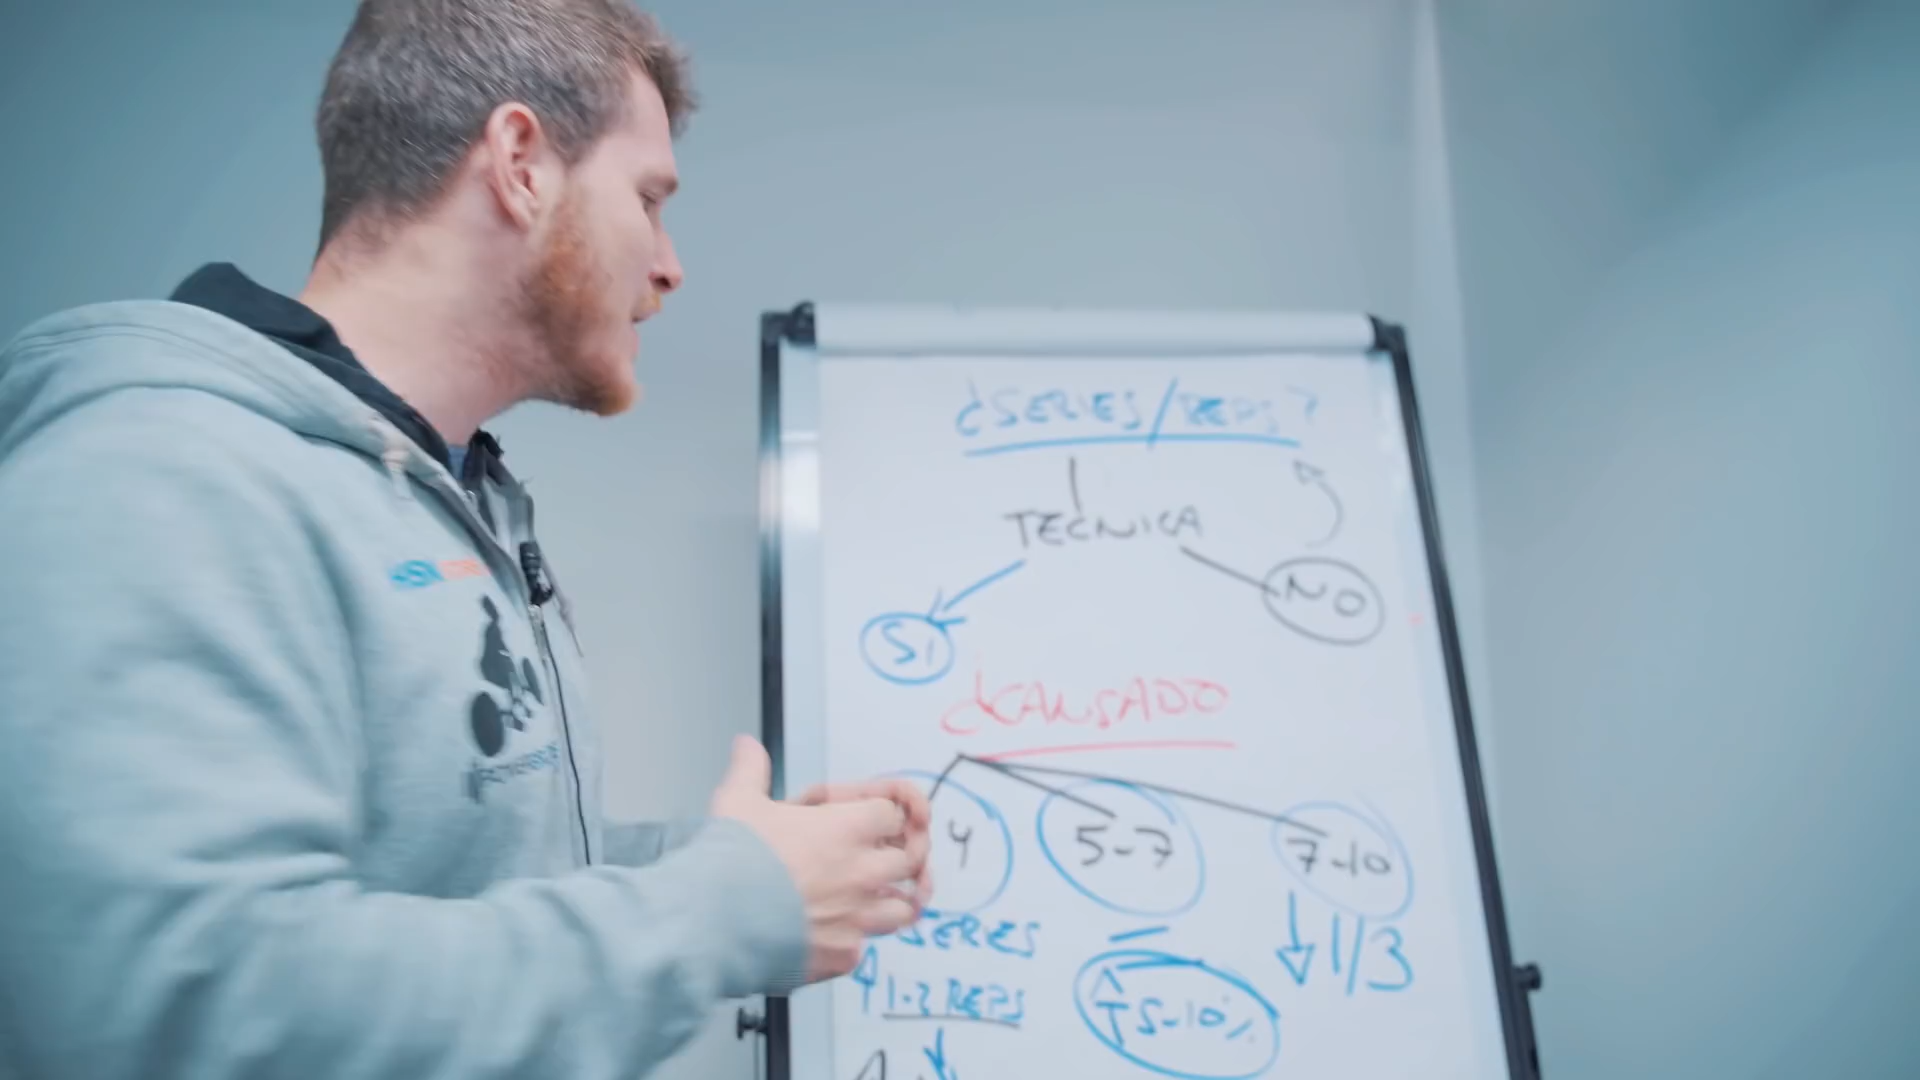 ¿SERIES/REPS?
TECNICA
SI
NO
¿CANSADO
4
5-7
7-10
SERIES
↓ 1/3
↑ 1-2 REPS
↑ 5-10%